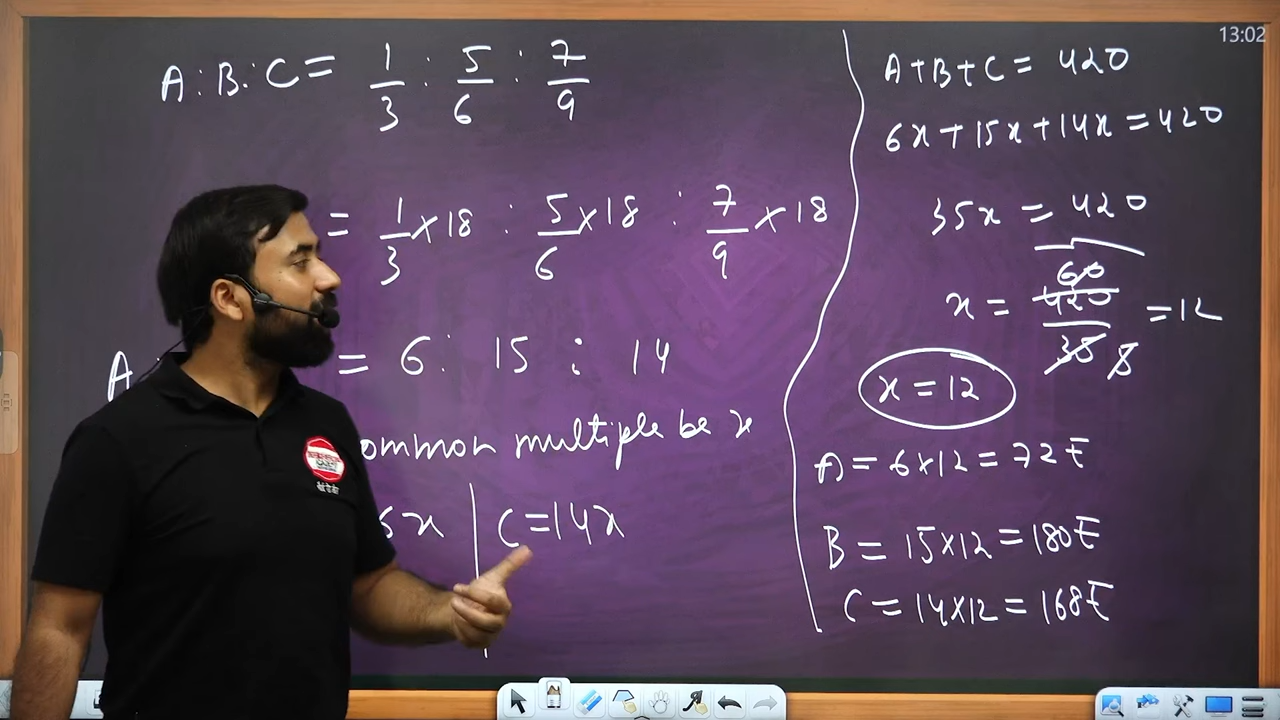 A : B : C = 1/3 : 5/6 : 7/9
= 1/3 × 18 : 5/6 × 18 : 7/9 × 18
A : = 6 : 15 : 14
ommon multiple be x
5x | C = 14x
13:02
A + B + C = 420
6x + 15x + 14x = 420
35x = 420
x = 420/35 = 12
x = 12
A = 6 × 12 = 72₹
B = 15 × 12 = 180₹
C = 14 × 12 = 168₹